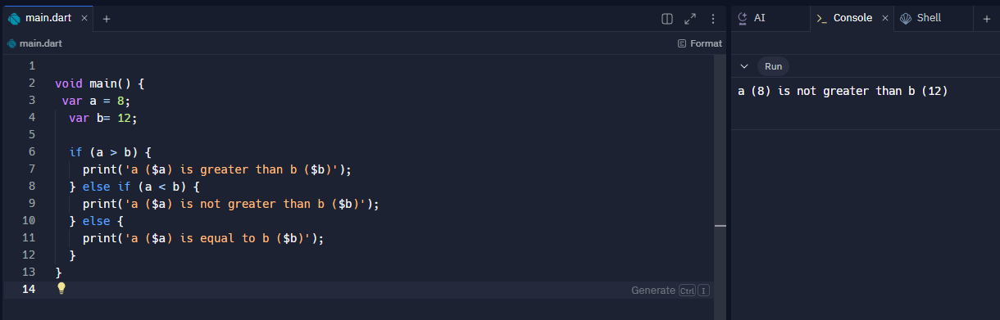 main.dart × +
main.dart
Format
1
2 void main() {
3  var a = 8;
4   var b= 12;
5
6   if (a > b) {
7     print('a ($a) is greater than b ($b)');
8   } else if (a < b) {
9     print('a ($a) is not greater than b ($b)');
10   } else {
11     print('a ($a) is equal to b ($b)');
12   }
13 }
14
Generate Ctrl I
AI
>_ Console ×
Shell
+
Run
a (8) is not greater than b (12)